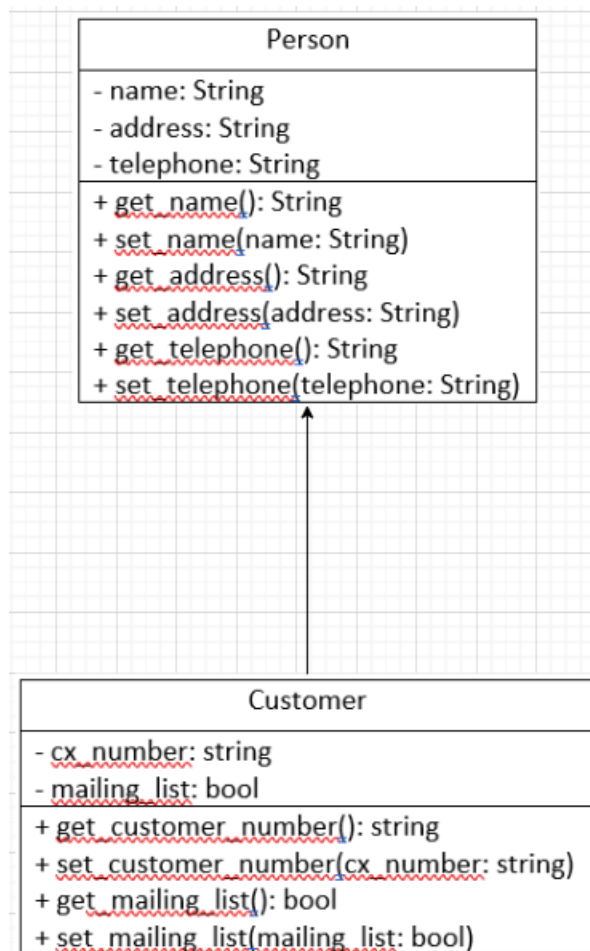 Person
- name: String
- address: String
- telephone: String
+ get_name(): String
+ set_name(name: String)
+ get_address(): String
+ set_address(address: String)
+ get_telephone(): String
+ set_telephone(telephone: String)
Customer
- cx_number: string
- mailing_list: bool
+ get_customer_number(): string
+ set_customer_number(cx_number: string)
+ get_mailing_list(): bool
+ set_mailing_list(mailing_list: bool)